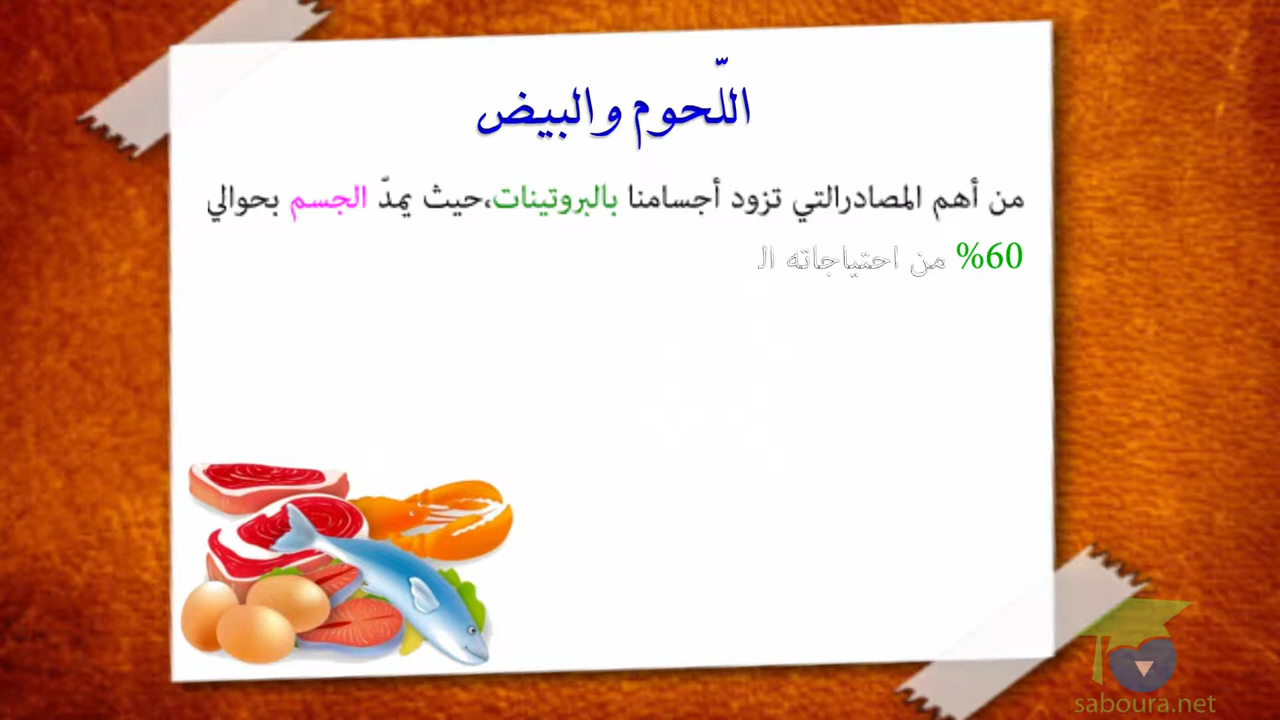 اللّحوم والبيض
من أهم المصادرالتي تزود أجسامنا بالبروتينات،حيث يمدّ الجسم بحوالي
60% من احتياجاته ال
saboura.net